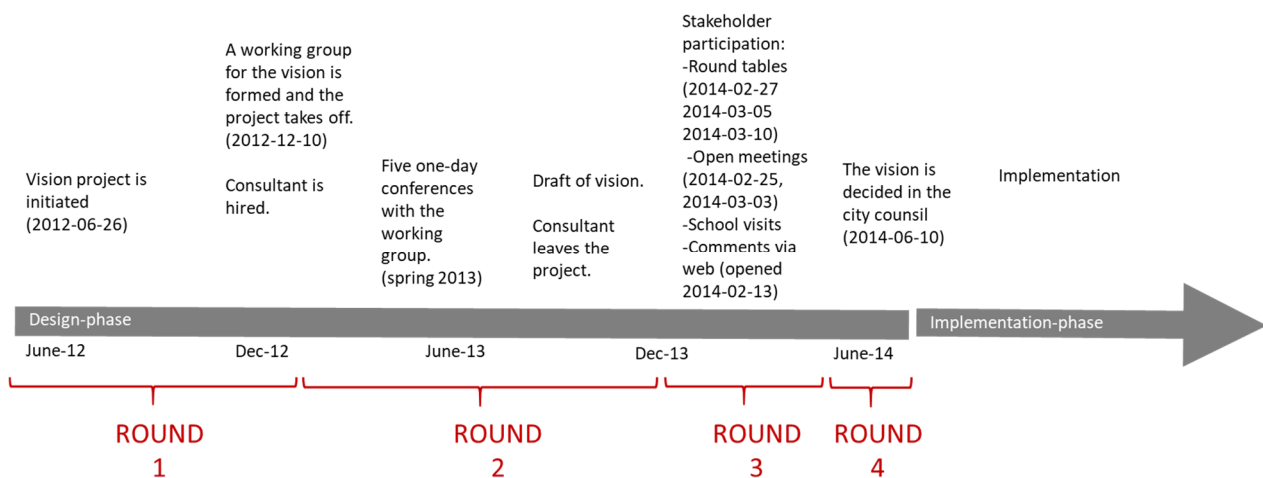 Vision project is
initiated
(2012-06-26)
A working group
for the vision is
formed and the
project takes off.
(2012-12-10)
Consultant is
hired.
Five one-day
conferences
with the
working
group.
(spring 2013)
Draft of vision.
Consultant
leaves the
project.
Stakeholder
participation:
-Round tables
(2014-02-27
2014-03-05
2014-03-10)
-Open meetings
(2014-02-25,
2014-03-03)
-School visits
-Comments via
web (opened
2014-02-13)
The vision is
decided in the
city counsil
(2014-06-10)
Implementation
Design-phase
Implementation-phase
June-12
Dec-12
June-13
Dec-13
June-14
ROUND
1
ROUND
2
ROUND
3
ROUND
4